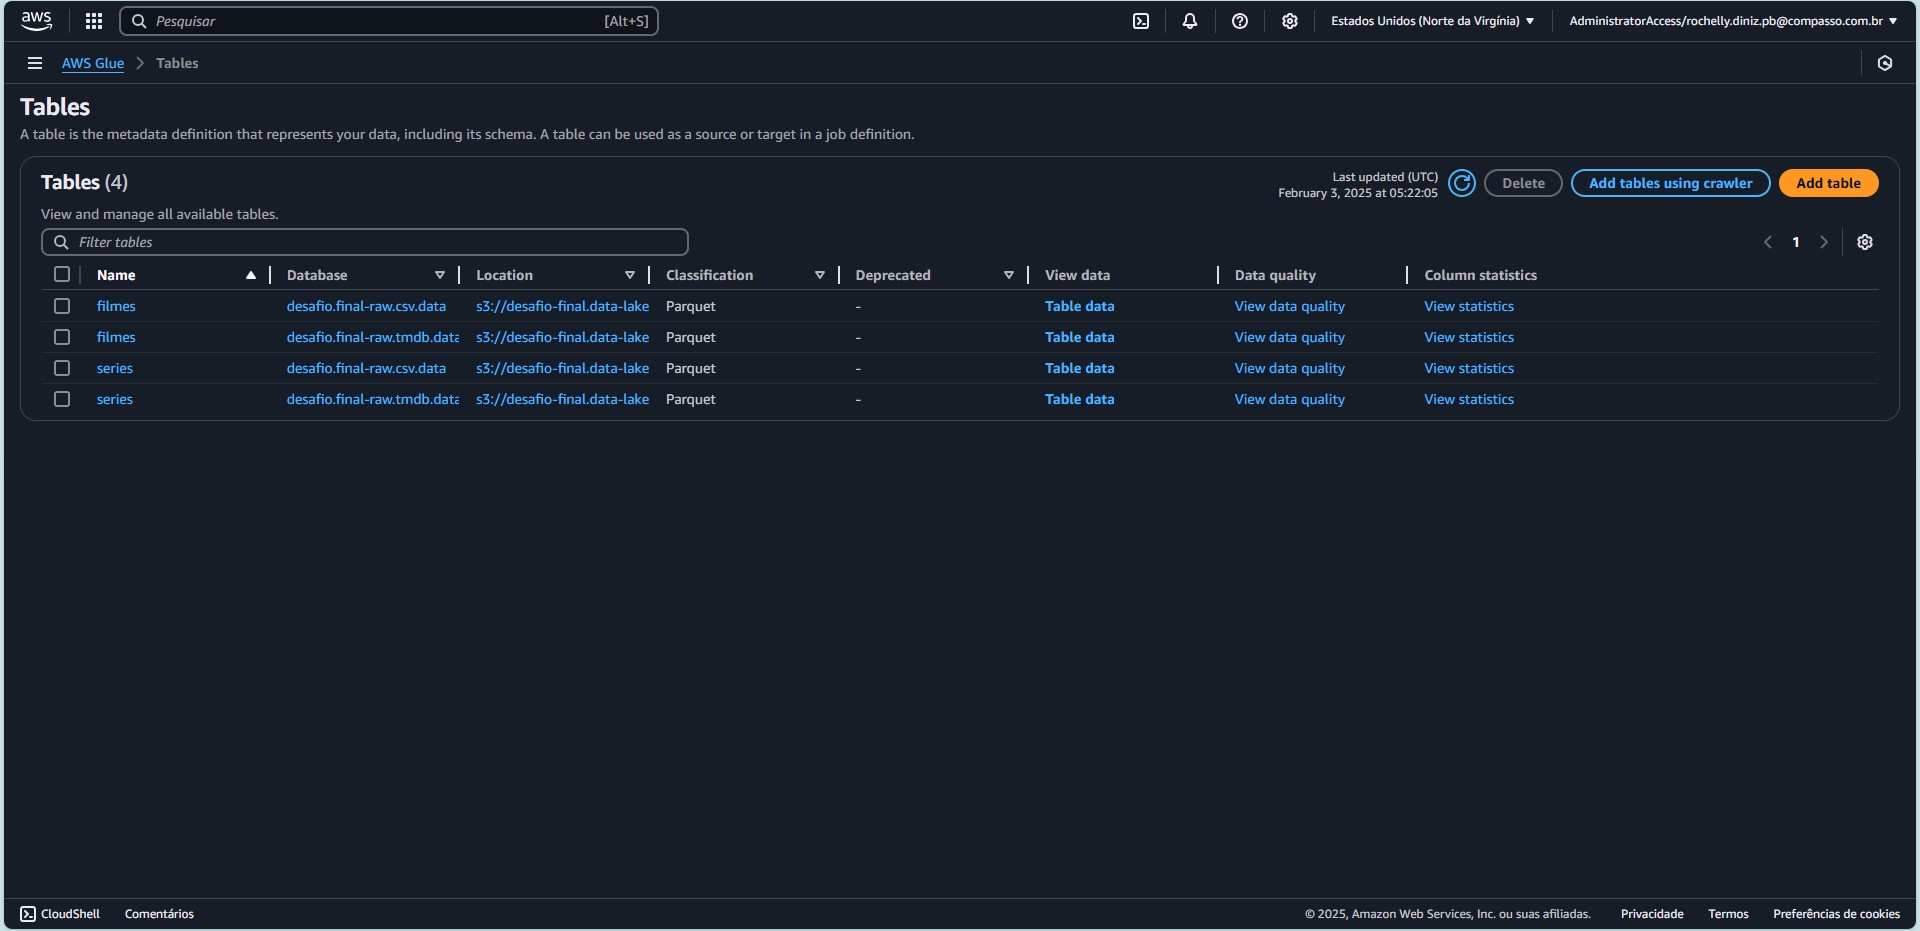 aws
Pesquisar [Alt+S] Estados Unidos (Norte da Virgínia) AdministratorAccess/rochelly.diniz.pb@compasso.com.br
AWS Glue Tables
Tables
A table is the metadata definition that represents your data, including its schema. A table can be used as a source or target in a job definition.
Tables (4)
Last updated (UTC)
February 3, 2025 at 05:22:05
Delete Add tables using crawler Add table
View and manage all available tables.
Filter tables 1
Name Database Location Classification Deprecated View data Data quality Column statistics
filmes desafio.final-raw.csv.data s3://desafio-final.data-lake Parquet - Table data View data quality View statistics
filmes desafio.final-raw.tmdb.data s3://desafio-final.data-lake Parquet - Table data View data quality View statistics
series desafio.final-raw.csv.data s3://desafio-final.data-lake Parquet - Table data View data quality View statistics
series desafio.final-raw.tmdb.data s3://desafio-final.data-lake Parquet - Table data View data quality View statistics
CloudShell Comentários © 2025, Amazon Web Services, Inc. ou suas afiliadas. Privacidade Termos Preferências de cookies